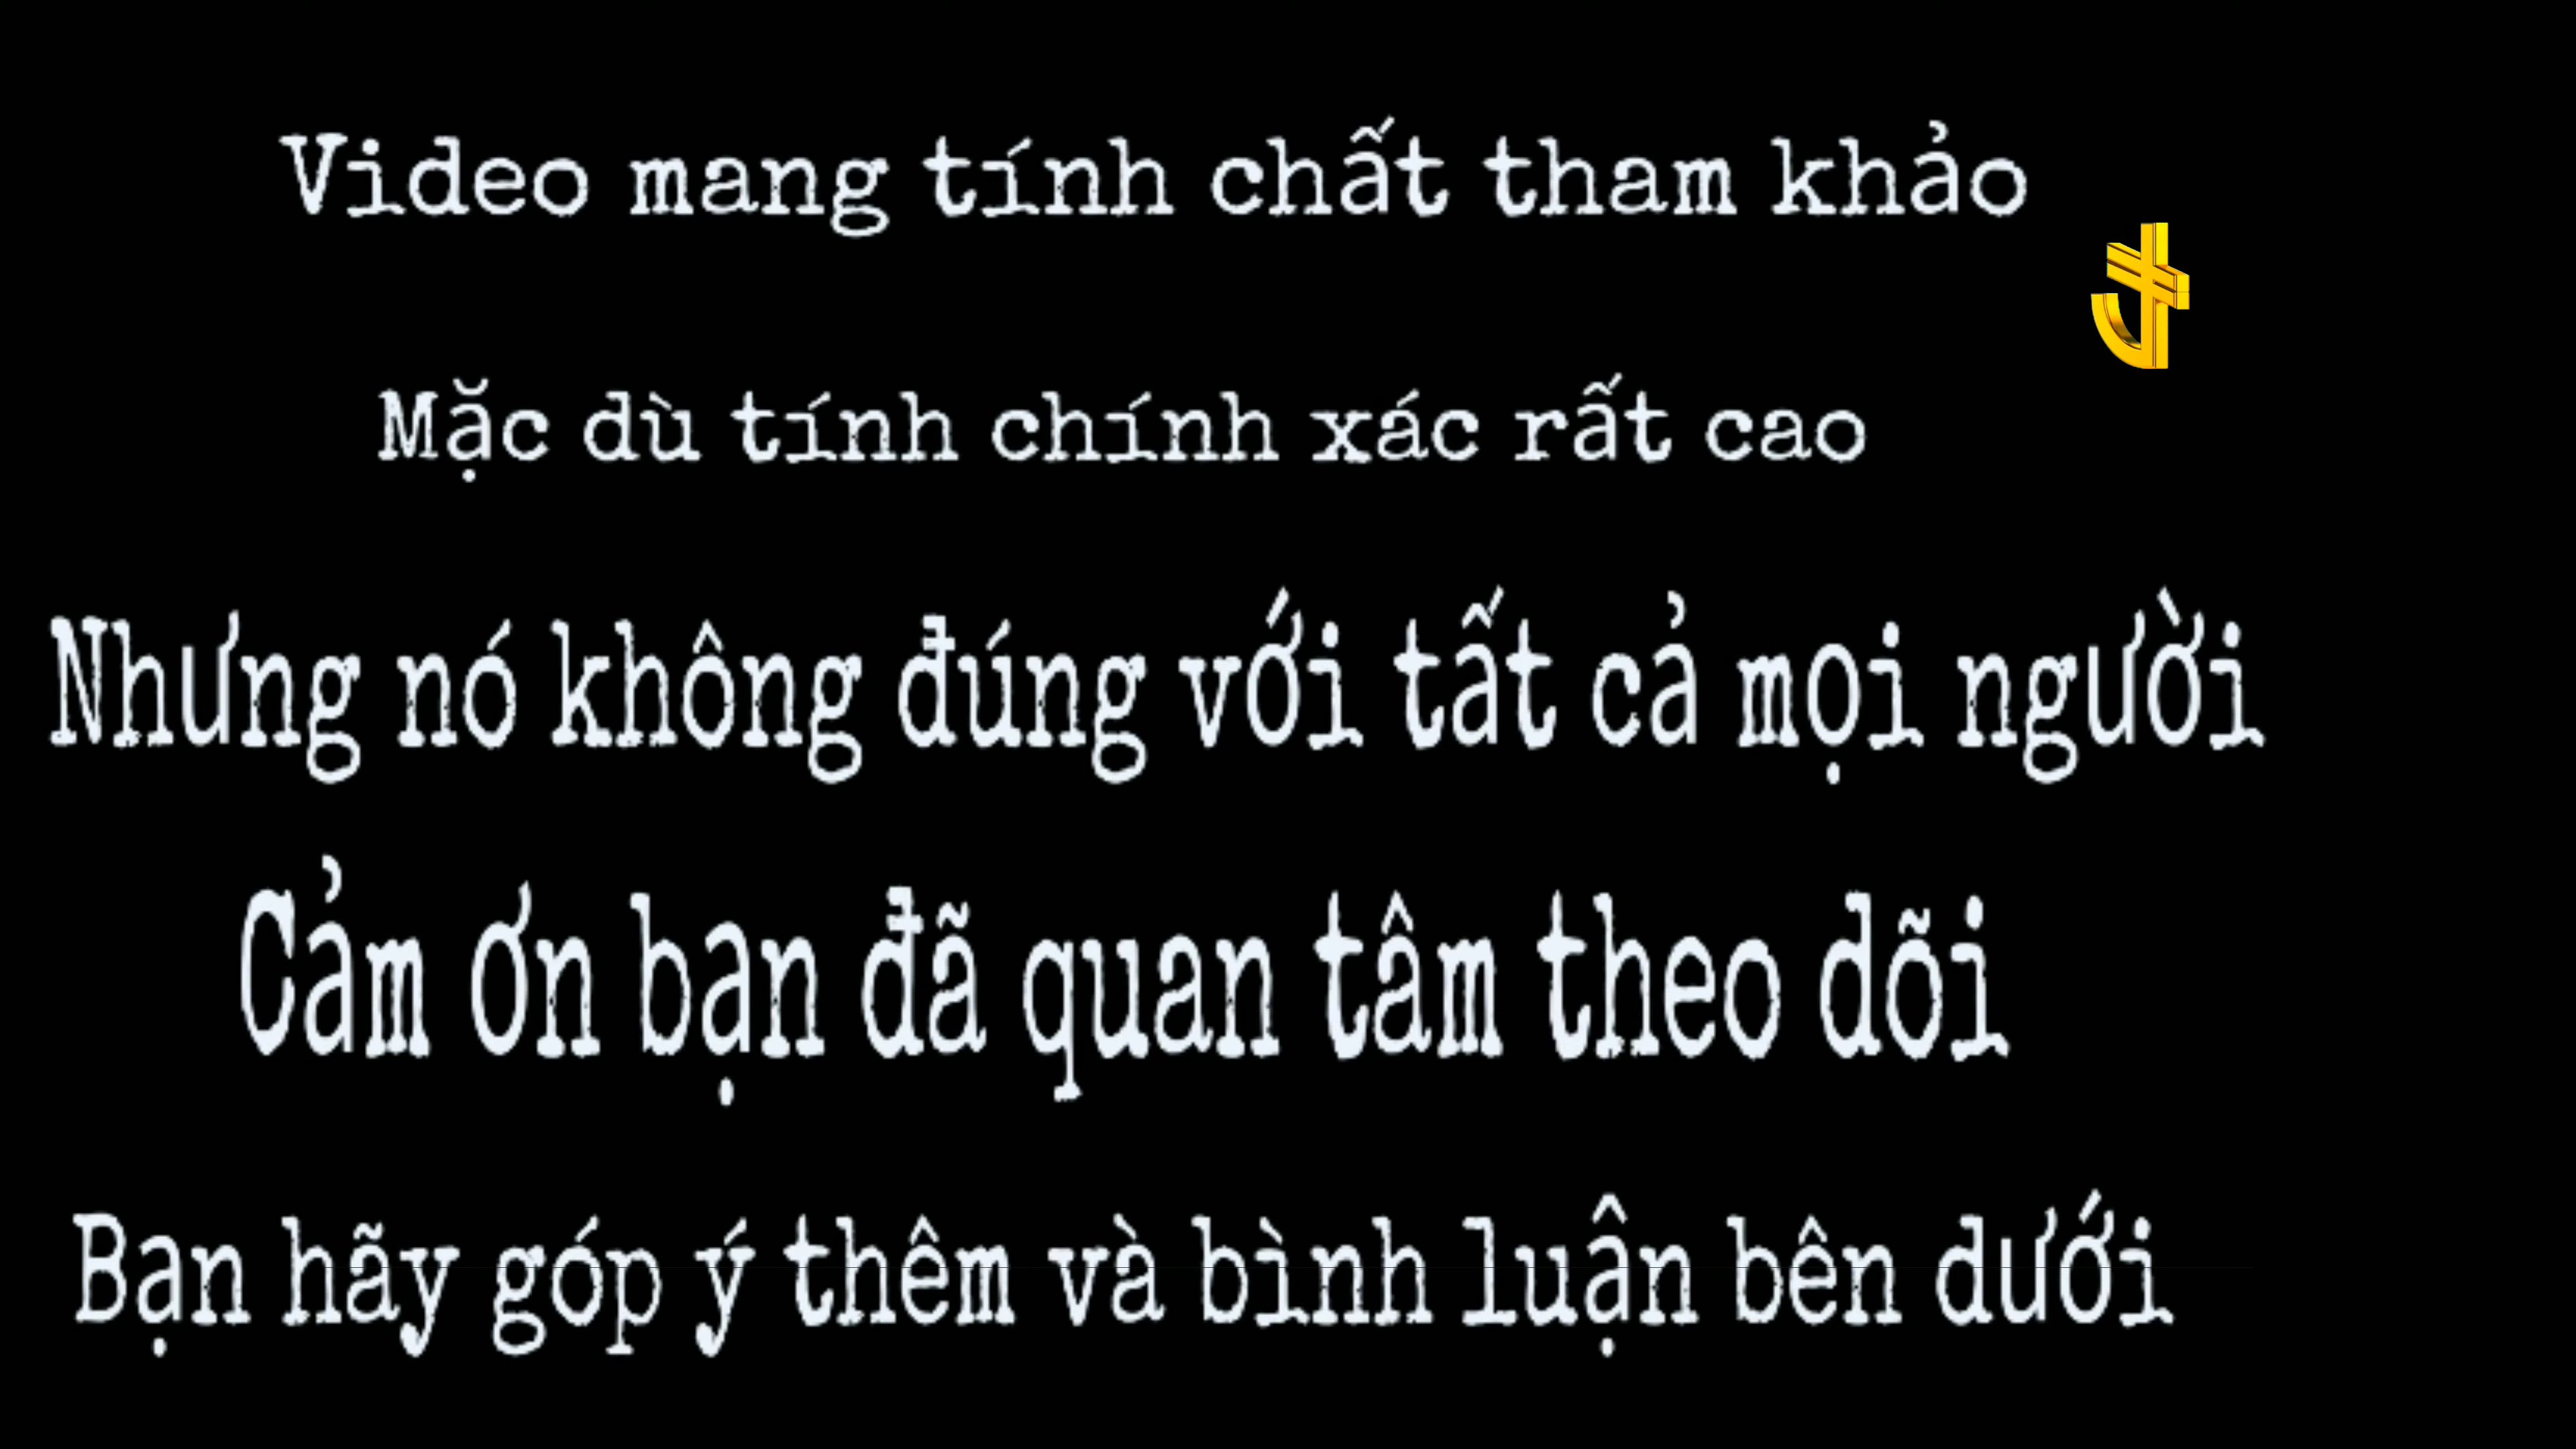 Video mang tính chất tham khảo
Mặc dù tính chính xác rất cao
Nhưng nó không đúng với tất cả mọi người
Cảm ơn bạn đã quan tâm theo dõi
Bạn hãy góp ý thêm và bình luận bên dưới